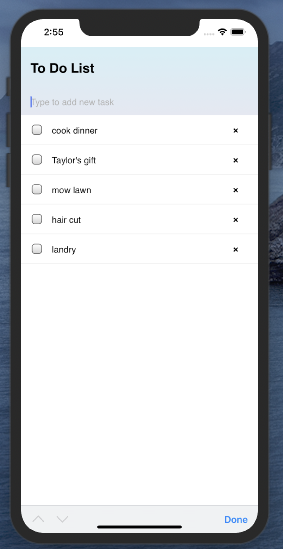 2:55
To Do List
Type to add new task
cook dinner ×
Taylor's gift ×
mow lawn ×
hair cut ×
landry ×
Done